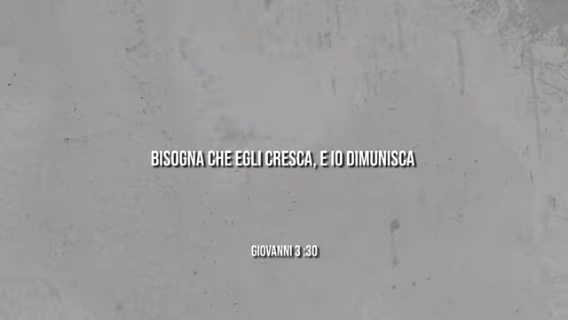 BISOGNA CHE EGLI CRESCA, E IO DIMUNISCA
GIOVANNI 3 :30